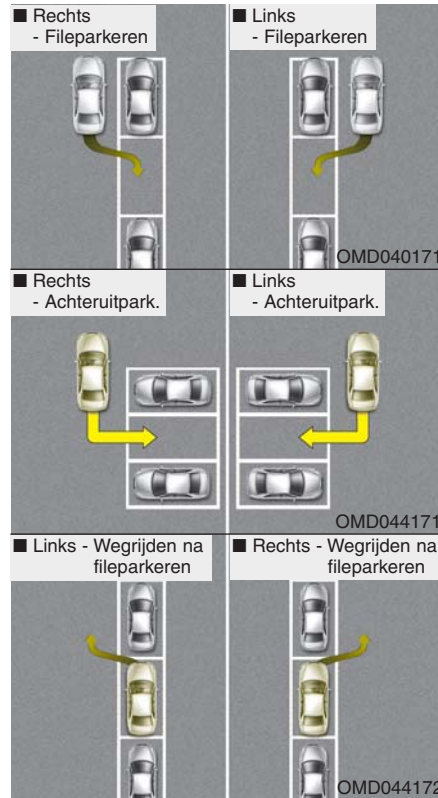 ■ Rechts
- Fileparkeren
■ Links
- Fileparkeren
OMD040171
■ Rechts
- Achteruitpark.
■ Links
- Achteruitpark.
OMD044171
■ Links - Wegrijden na
fileparkeren
■ Rechts - Wegrijden na
fileparkeren
OMD044172